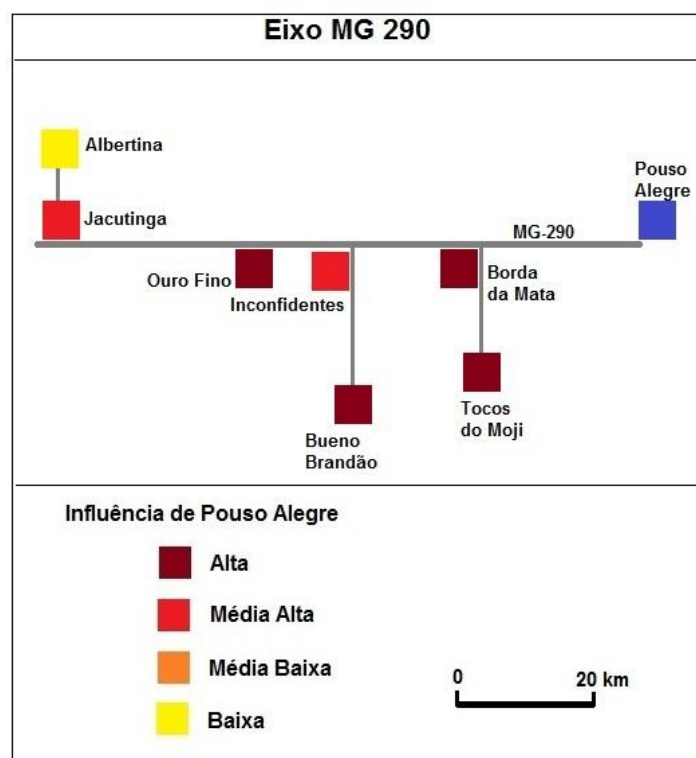 Eixo MG 290
Albertina
Jacutinga
Pouso
Alegre
MG-290
Ouro Fino
Inconfidentes
Borda
da Mata
Bueno
Brandão
Tocos
do Moji
Influência de Pouso Alegre
Alta
Média Alta
Média Baixa
Baixa
0 20 km